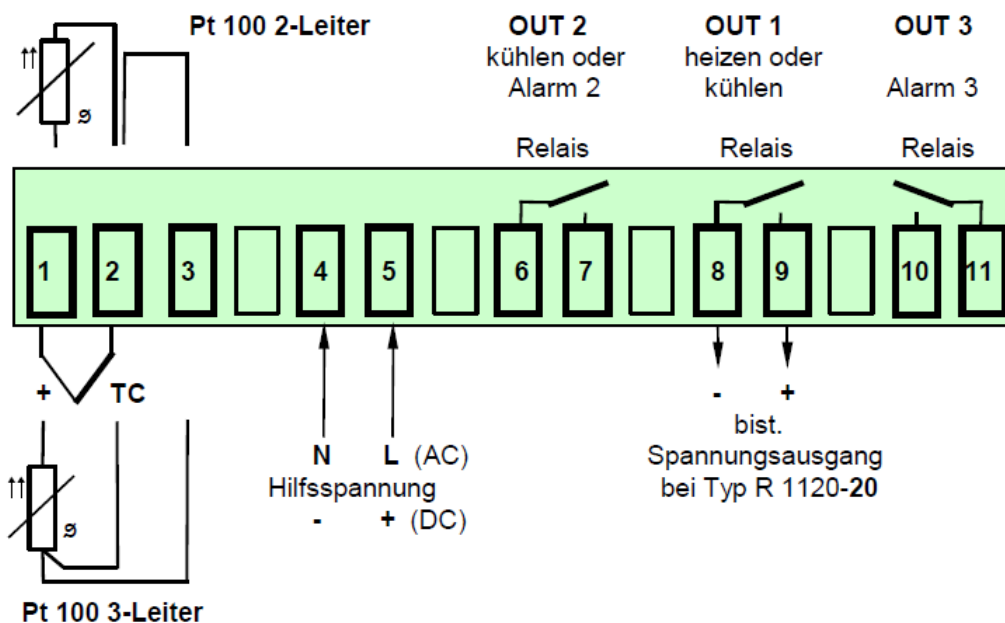 Pt 100 2-Leiter
OUT 2
kühlen oder
Alarm 2
Relais
OUT 1
heizen oder
kühlen
Relais
OUT 3
Alarm 3
Relais
1 2 3 4 5 6 7 8 9 10 11
+ TC
N L (AC)
Hilfsspannung
- + (DC)
- +
bist.
Spannungsausgang
bei Typ R 1120-20
Pt 100 3-Leiter